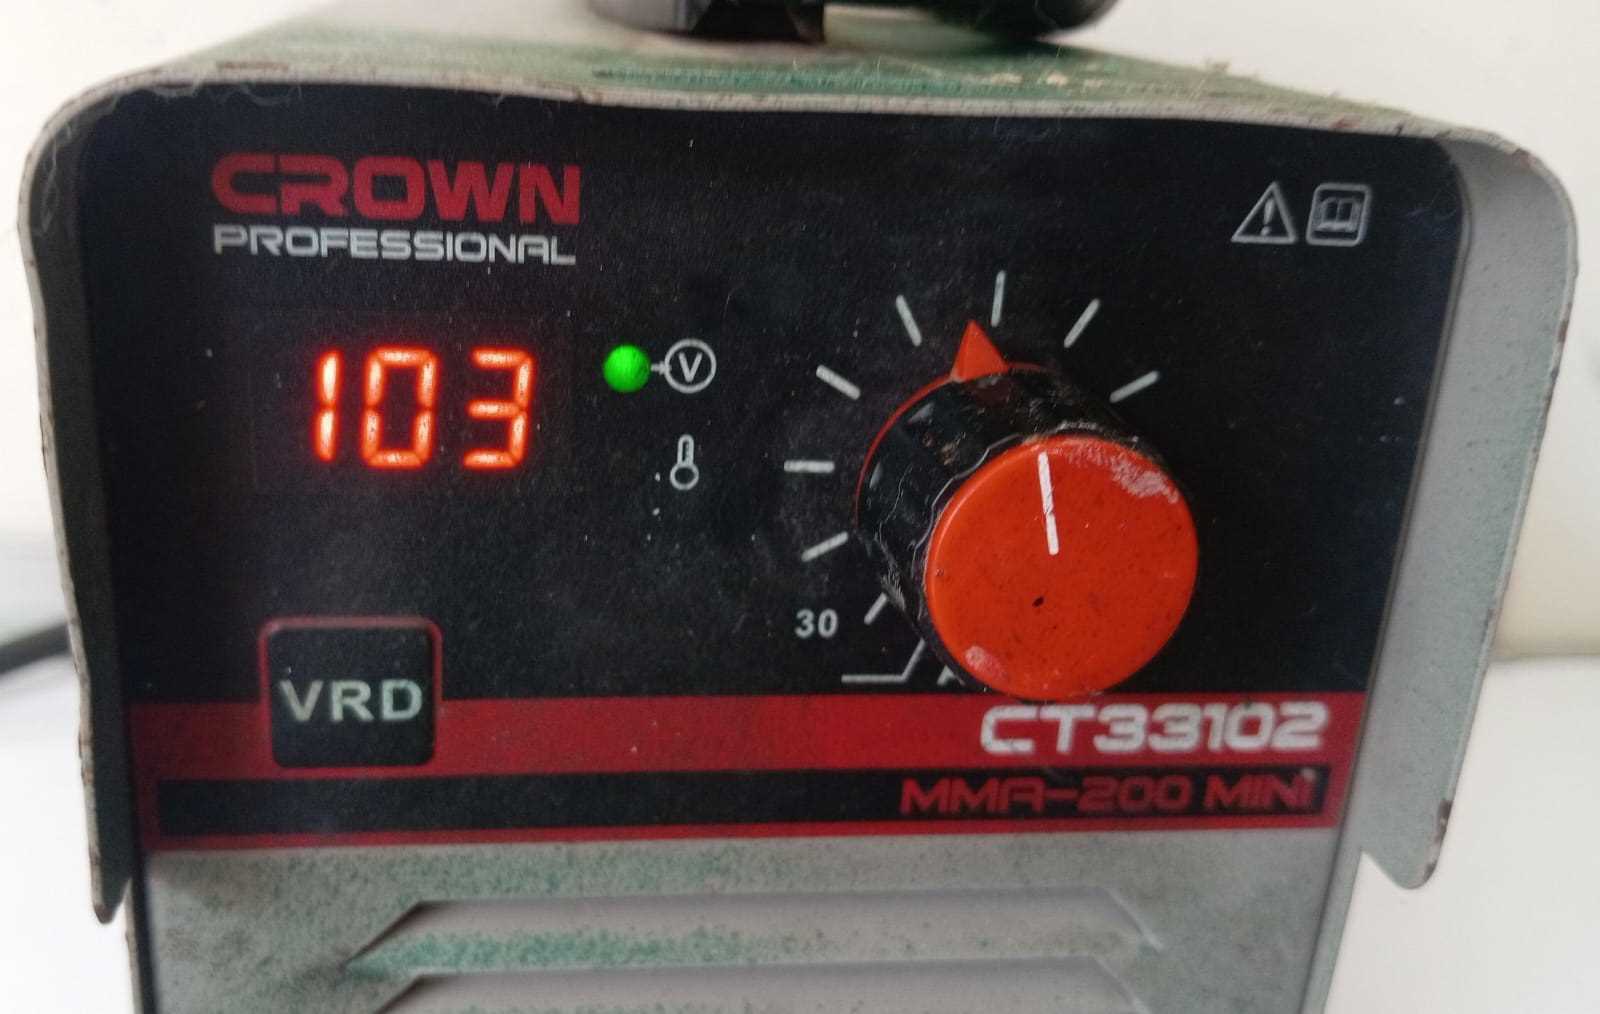 CROWN
PROFESSIONAL
103
V
30
VRD
CT33102
MMA-200 MINI